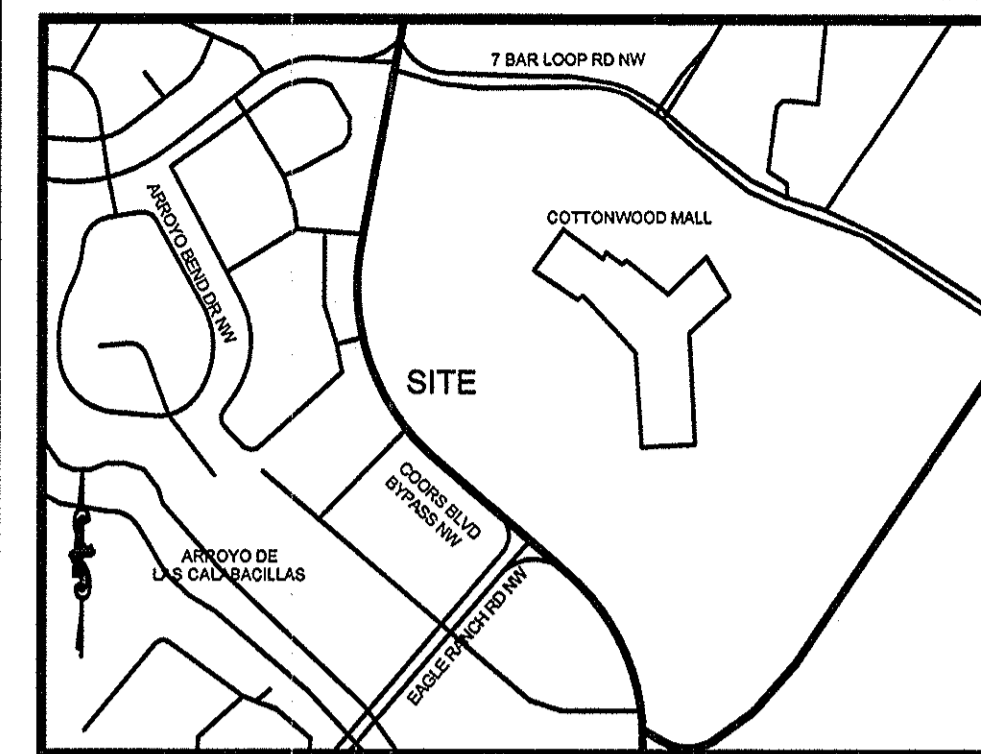 7 BAR LOOP RD NW
COTTONWOOD MALL
ARROYO BEND DR NW
SITE
COORS BLVD
BYPASS NW
ARROYO DE
LAS CALABACILLAS
EAGLE RANCH RD NW